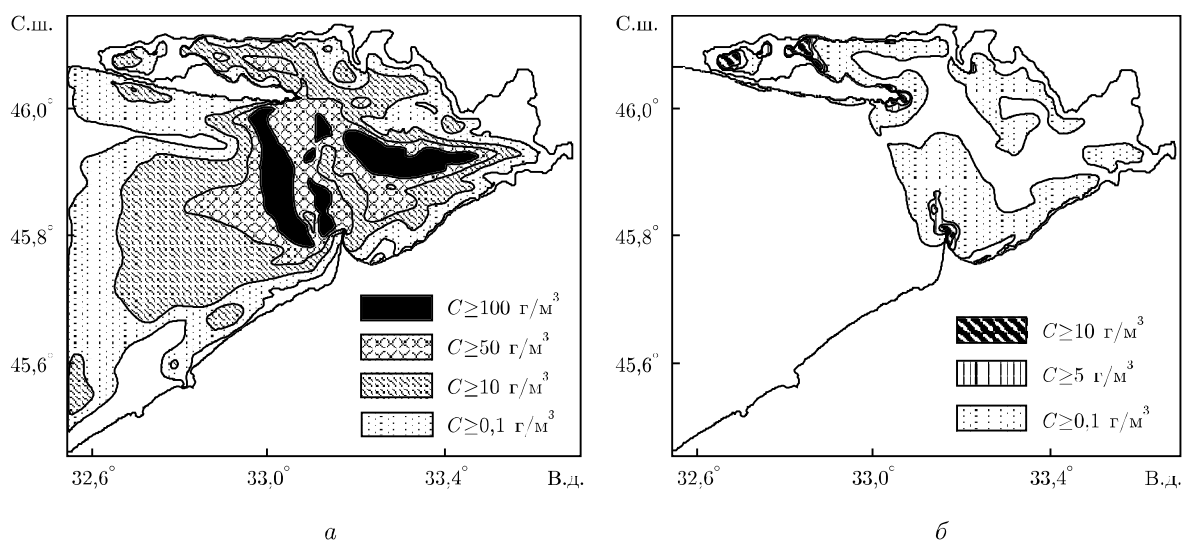 С.ш.
46,0°
45,8°
45,6°
32,6°
33,0°
33,4°
В.д.
C≥100 г/м³
C≥50 г/м³
C≥10 г/м³
C≥0,1 г/м³
а
С.ш.
46,0°
45,8°
45,6°
32,6°
33,0°
33,4°
В.д.
C≥10 г/м³
C≥5 г/м³
C≥0.1 г/м³
б